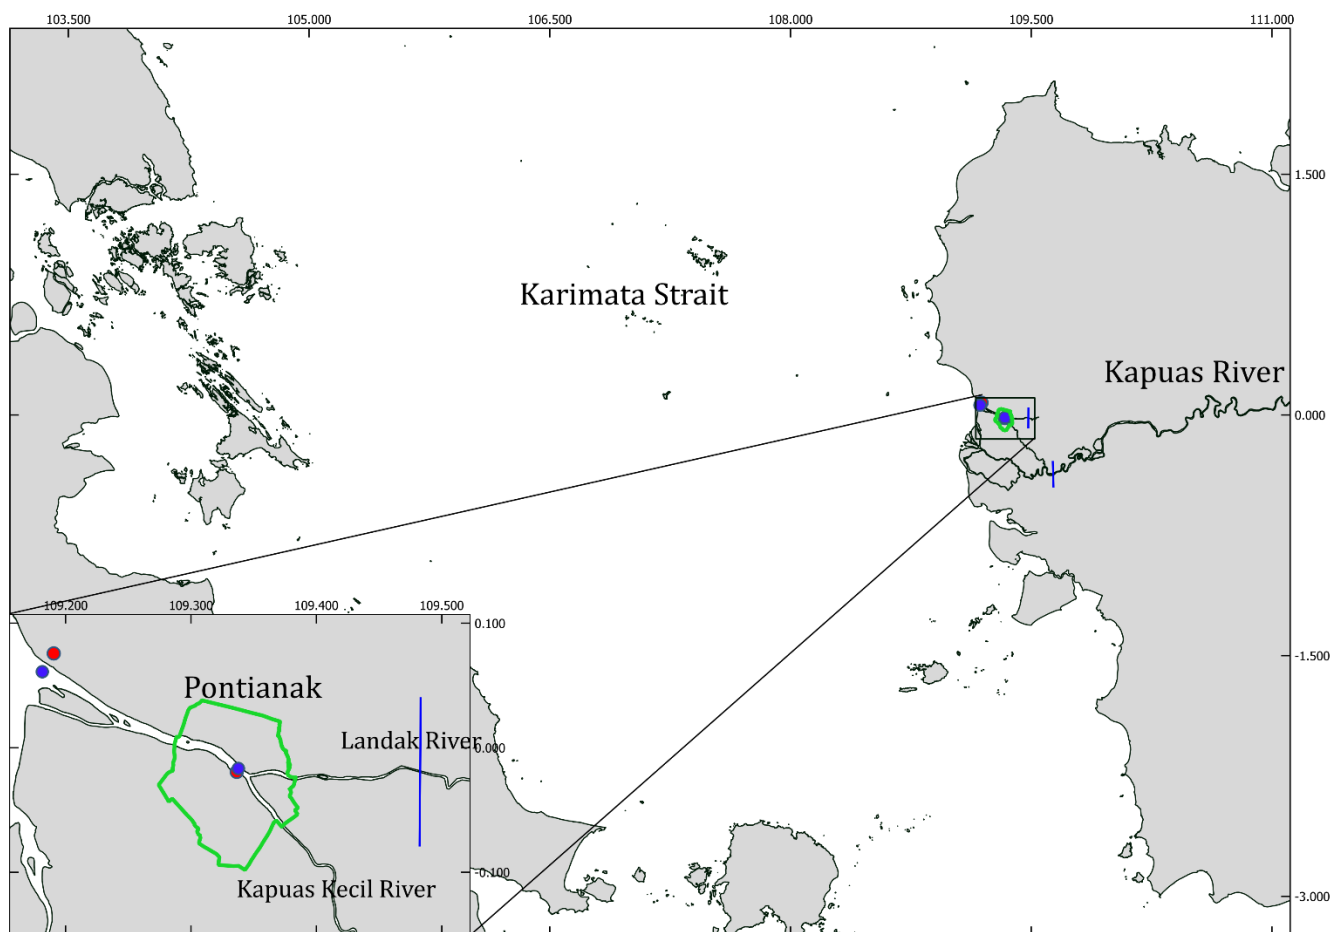 103.500 105.000 106.500 108.000 109.500 111.000
1.500
Karimata Strait
Kapuas River
0.000
109.200 109.300 109.400 109.500
0.100
-1.500
Pontianak
Landak River
0.000
-0.100
Kapuas Kecil River
-3.000